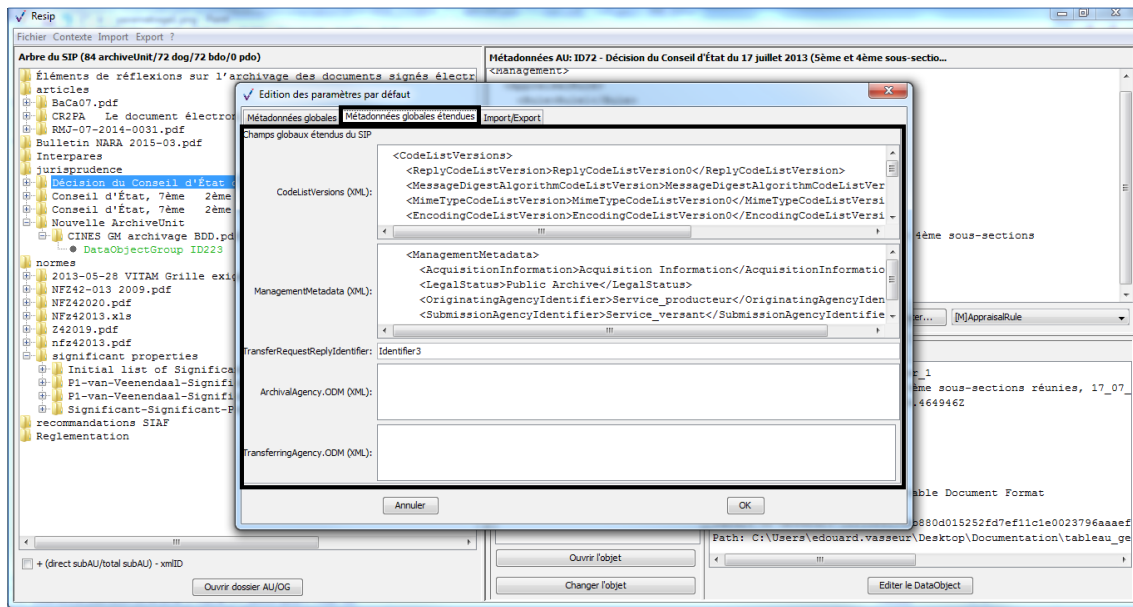 Resip
Fichier Contexte Import Export ?
Arbre du SIP (84 archiveUnit/72 dog/72 bdo/0 pdo)
Éléments de réflexions sur l'archivage des documents signés électr
articles
BaCa07.pdf
CR2PA Le document électron
RMJ-07-2014-0031.pdf
Bulletin NARA 2015-03.pdf
Interpares
jurisprudence
Décision du Conseil d'État d
Conseil d'État, 7ème 2ème
Conseil d'État, 7ème 2ème
Nouvelle ArchiveUnit
CINES GM archivage BDD.pd
DataObjectGroup ID223
normes
2013-05-28 VITAM Grille exig
NFZ42-013 2009.pdf
NFZ42020.pdf
NFz42013.xls
Z42019.pdf
nfz42013.pdf
significant properties
Initial list of Significa
P1-van-Veenendaal-Signifi
P1-van-Veenendaal-Signifi
Significant-Significant-P
recommandations SIAF
Reglementation
+ (direct subAU/total subAU) - xmlID
Ouvrir dossier AU/OG
Métadonnées AU: ID72 - Décision du Conseil d'État du 17 juillet 2013 (5ème et 4ème sous-sectio...
<Management>
Edition des paramètres par défaut
Métadonnées globales Métadonnées globales étendues Import/Export
Champs globaux étendus du SIP
CodeListVersions (XML):
<CodeListVersions>
<ReplyCodeListVersion>ReplyCodeListVersion0</ReplyCodeListVersion>
<MessageDigestAlgorithmCodeListVersion>MessageDigestAlgorithmCodeListVer
<MimeTypeCodeListVersion>MimeTypeCodeListVersion0</MimeTypeCodeListVersi
<EncodingCodeListVersion>EncodingCodeListVersion0</EncodingCodeListVersi
ManagementMetadata (XML):
<ManagementMetadata>
<AcquisitionInformation>Acquisition Information</AcquisitionInformatio
<LegalStatus>Public Archive</LegalStatus>
<OriginatingAgencyIdentifier>Service_producteur</OriginatingAgencyIden
<SubmissionAgencyIdentifier>Service_versant</SubmissionAgencyIdentifie
TransferRequestReplyIdentifier: Identifier3
ArchivalAgency.ODM (XML):
TransferringAgency.ODM (XML):
Annuler
OK
4ème sous-sections
er... [M]AppraisalRule
r_1
ème sous-sections réunies, 17_07_
.464946Z
able Document Format
880d015252fd7ef11c1e0023796aaaef
Path: C:\Users\edouard.vasseur\Desktop\Documentation\tableau_ge
Ouvrir l'objet
Changer l'objet
Editer le DataObject